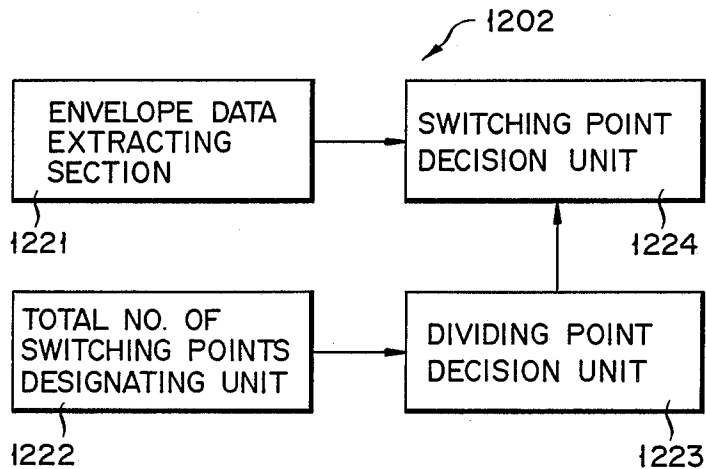 1202
ENVELOPE DATA
EXTRACTING
SECTION
1221
SWITCHING POINT
DECISION UNIT
1224
TOTAL NO. OF
SWITCHING POINTS
DESIGNATING UNIT
1222
DIVIDING POINT
DECISION UNIT
1223